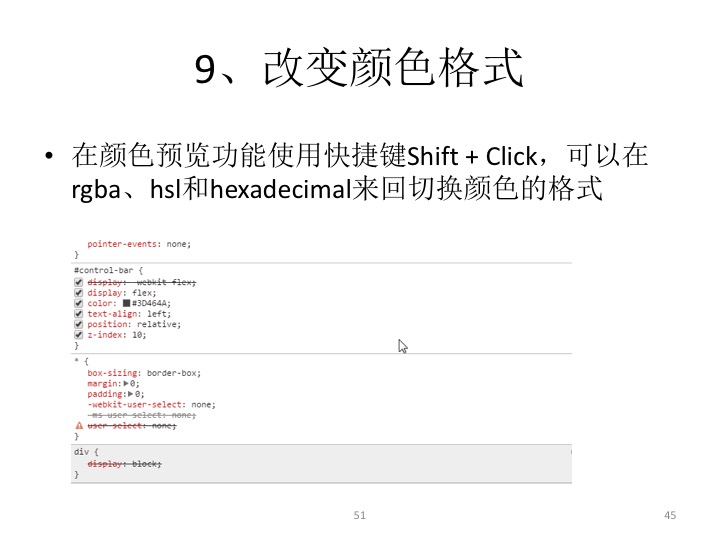 9、改变颜色格式
• 在颜色预览功能使用快捷键Shift + Click，可以在
rgba、hsl和hexadecimal来回切换颜色的格式
pointer-events: none;
}
#control-bar {
display: -webkit-flex;
display: flex;
color: #3D464A;
text-align: left;
position: relative;
z-index: 10;
}
* {
box-sizing: border-box;
margin:▶0;
padding:▶0;
-webkit-user-select: none;
-ms-user-select: none;
user-select: none;
}
div {
display: block;
}
51 45